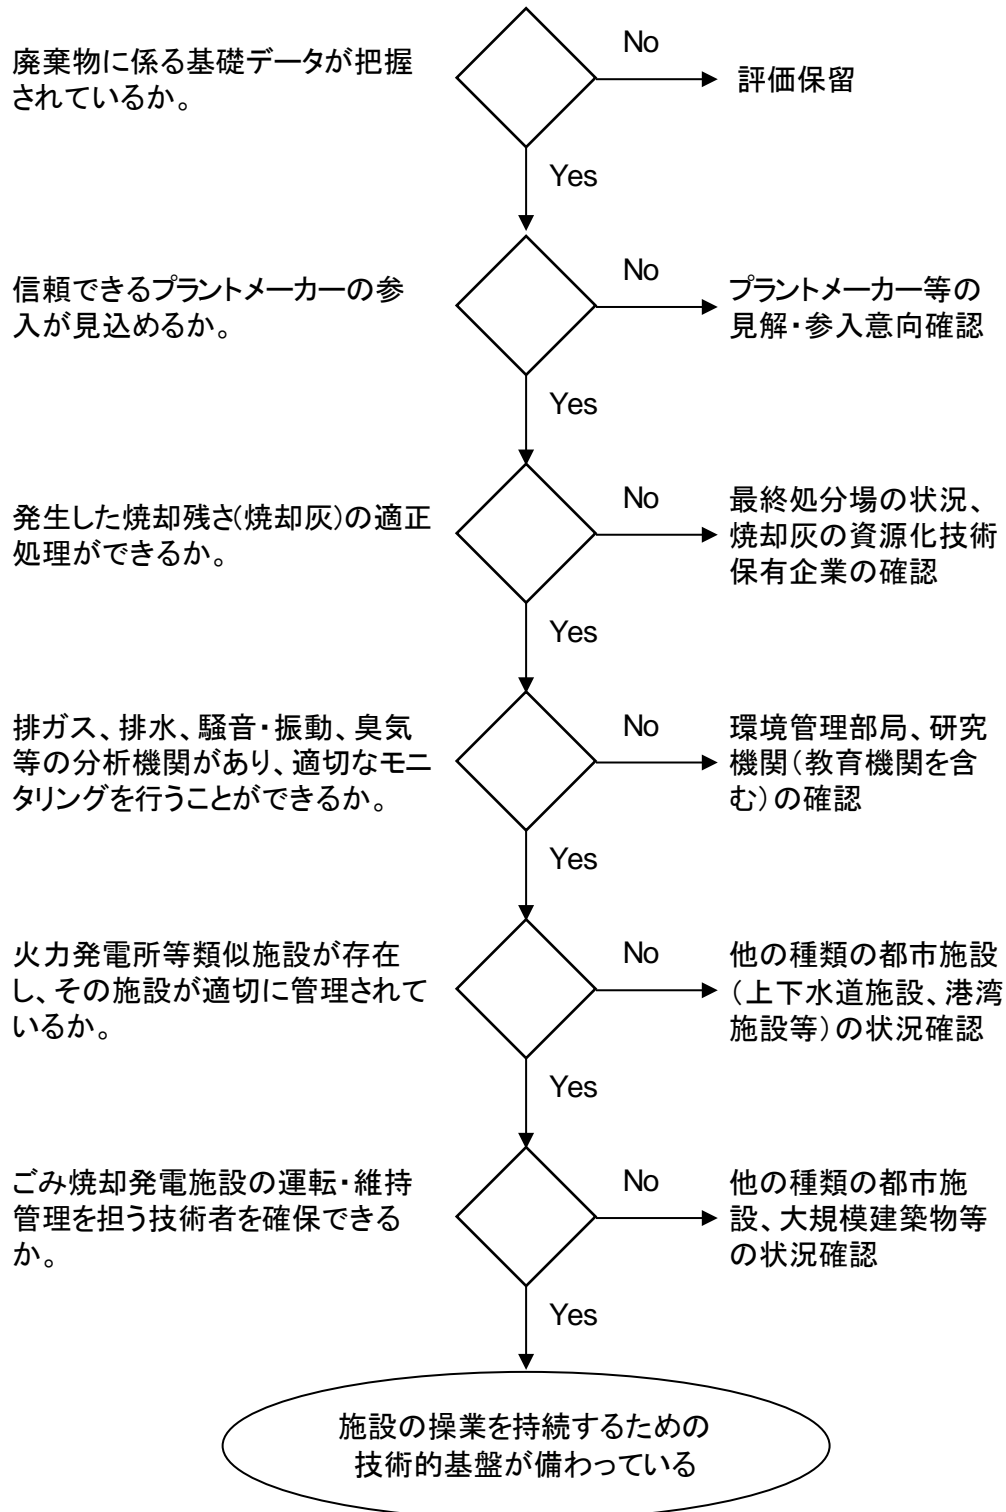 廃棄物に係る基礎データが把握
されているか。
No
評価保留
Yes
信頼できるプラントメーカーの参
入が見込めるか。
No
プラントメーカー等の
見解・参入意向確認
Yes
発生した焼却残さ(焼却灰)の適正
処理ができるか。
No
最終処分場の状況、
焼却灰の資源化技術
保有企業の確認
Yes
排ガス、排水、騒音・振動、臭気
等の分析機関があり、適切なモニ
タリングを行うことができるか。
No
環境管理部局、研究
機関(教育機関を含
む)の確認
Yes
火力発電所等類似施設が存在
し、その施設が適切に管理されて
いるか。
No
他の種類の都市施設
(上下水道施設、港湾
施設等)の状況確認
Yes
ごみ焼却発電施設の運転・維持
管理を担う技術者を確保できる
か。
No
他の種類の都市施
設、大規模建築物等
の状況確認
Yes
施設の操業を持続するための
技術的基盤が備わっている